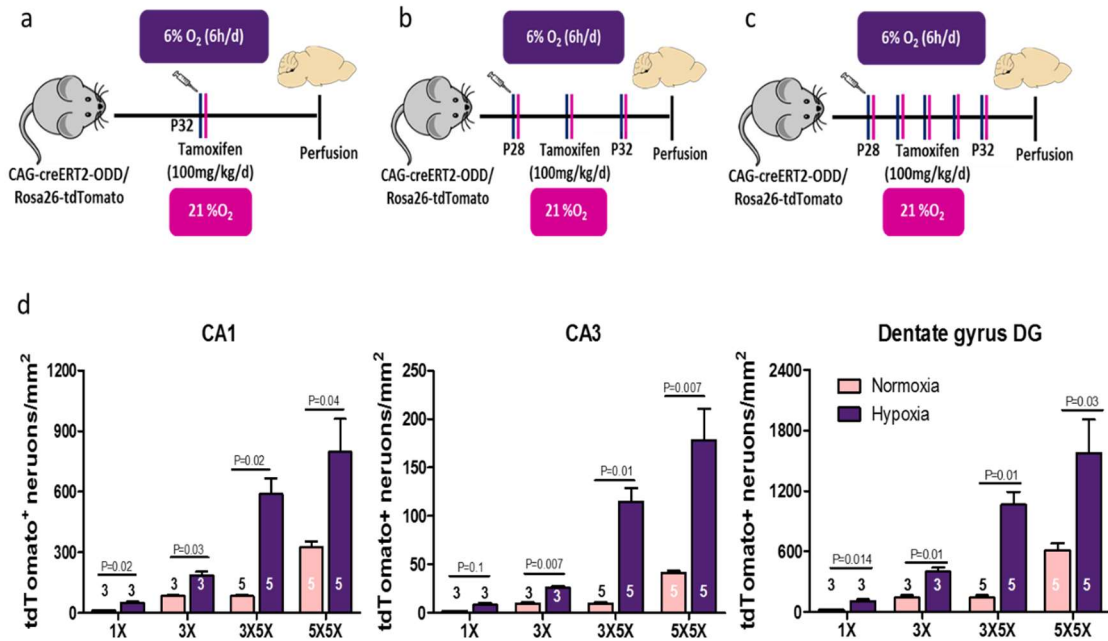 a
6% O2 (6h/d)
P32
Tamoxifen
(100mg/kg/d)
Perfusion
CAG-creERT2-ODD/
Rosa26-tdTomato
21 %O2
b
6% O2 (6h/d)
P28
Tamoxifen
P32
(100mg/kg/d)
Perfusion
CAG-creERT2-ODD/
Rosa26-tdTomato
21 %O2
c
6% O2 (6h/d)
P28
Tamoxifen
P32
(100mg/kg/d)
Perfusion
CAG-creERT2-ODD/
Rosa26-tdTomato
21 %O2
d
CA1
tdTomato+ neruons/mm2
1200
900
600
300
0
P=0.02
P=0.03
P=0.02
P=0.04
3 3
3 3
5 5
5 5
1X 3X 3X5X 5X5X
CA3
tdTomato+ neruons/mm2
250
200
150
100
50
0
P=0.1
P=0.007
P=0.01
P=0.007
3 3
3 3
5 5
5 5
1X 3X 3X5X 5X5X
Dentate gyrus DG
tdTomato+ neruons/mm2
2400
1800
1200
600
0
Normoxia
Hypoxia
P=0.014
P=0.01
P=0.01
P=0.03
3 3
3 3
5 5
5 5
1X 3X 3X5X 5X5X